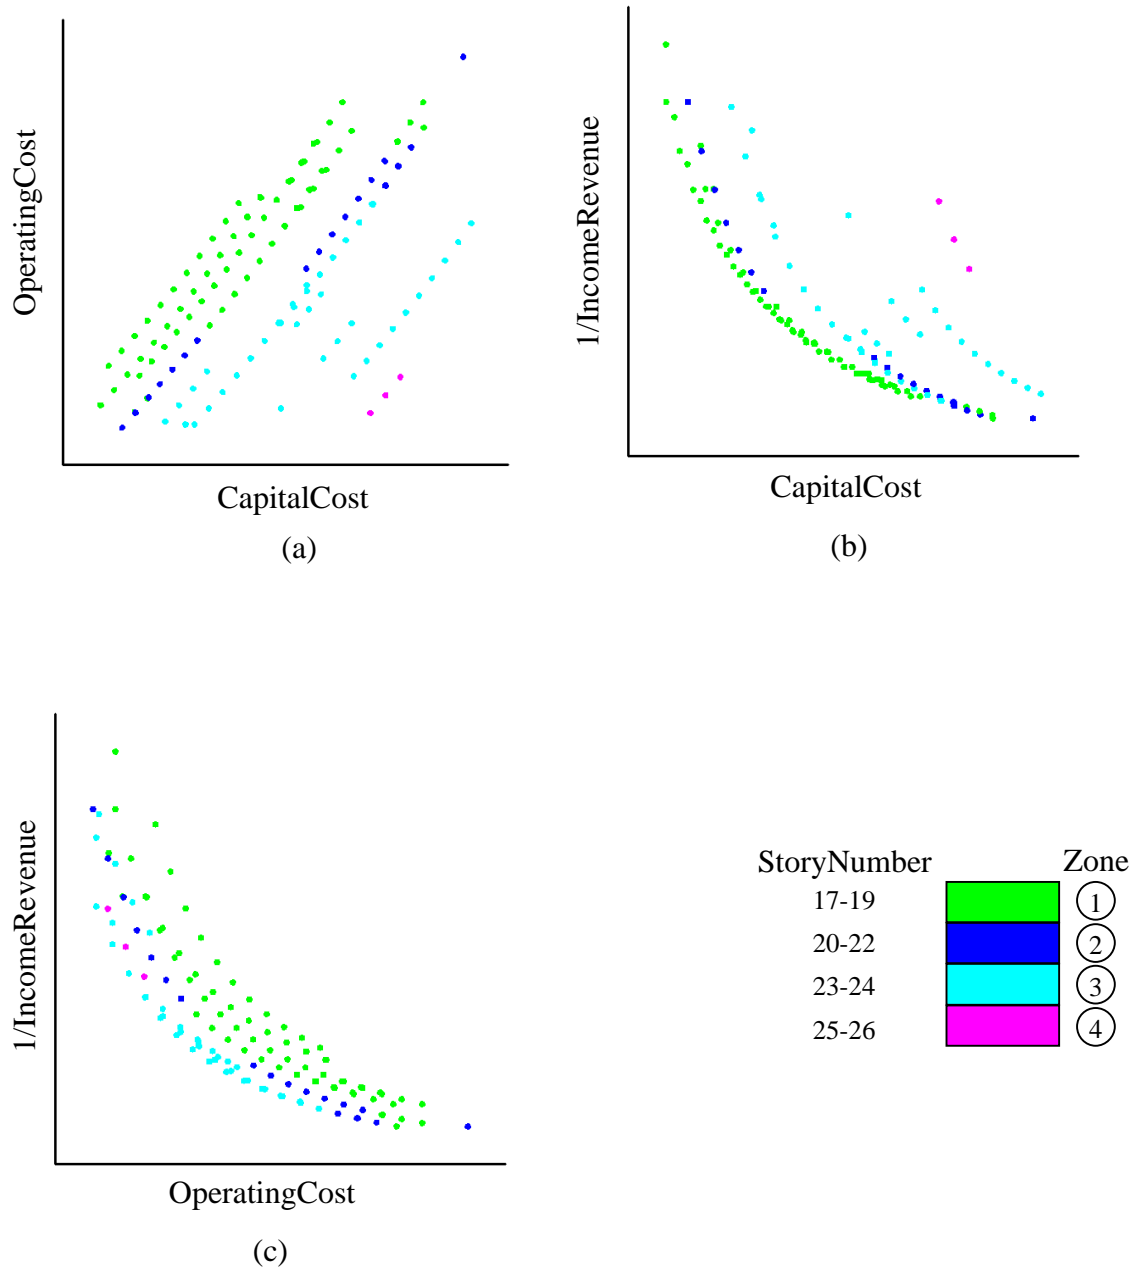 OperatingCost
CapitalCost
(a)
1/IncomeRevenue
CapitalCost
(b)
1/IncomeRevenue
OperatingCost
(c)
StoryNumber Zone
17-19 1
20-22 2
23-24 3
25-26 4